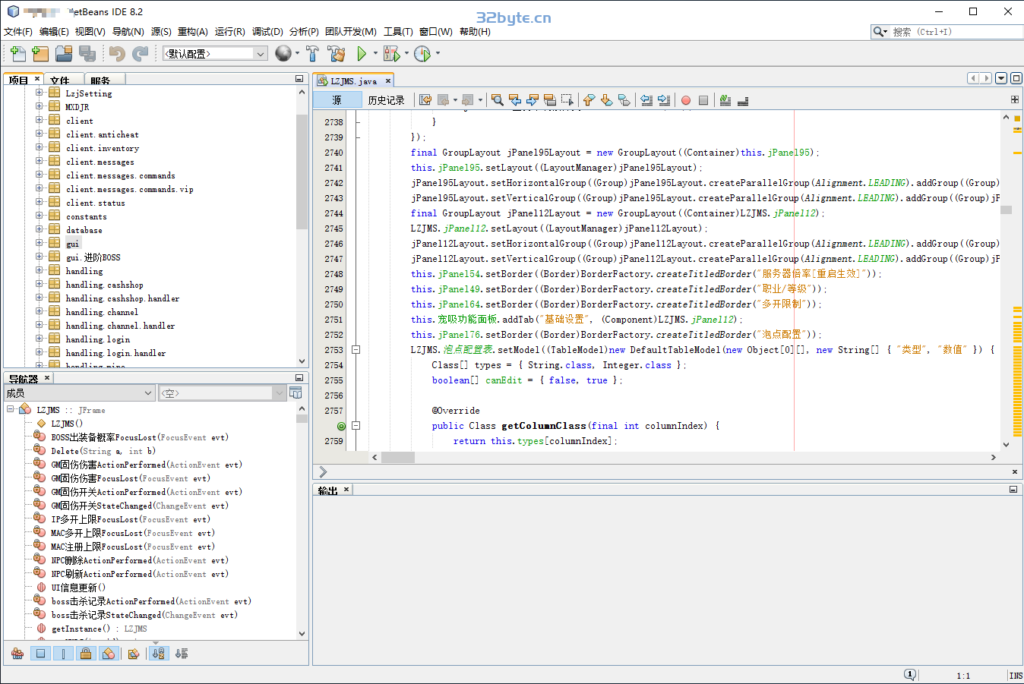 etBeans IDE 8.2
32byte.cn
文件(F) 编辑(E) 视图(V) 导航(N) 源(S) 重构(A) 运行(R) 调试(D) 分析(P) 团队开发(M) 工具(T) 窗口(W) 帮助(H)
搜索 (Ctrl+I)
<默认配置>
项目 文件 服务
LzjSetting
MXDJR
client
client.anticheat
client.inventory
client.messages
client.messages.commands
client.messages.commands.vip
client.status
constants
database
gui
gui.进阶BOSS
handling
handling.cashshop
handling.cashshop.handler
handling.channel
handling.channel.handler
handling.login
handling.login.handler
导航器
成员 <空>
LZJMS :: JFrame
LZJMS()
BOSS出装备概率FocusLost(FocusEvent evt)
Delete(String a, int b)
GM固伤伤害ActionPerformed(ActionEvent evt)
GM固伤伤害FocusLost(FocusEvent evt)
GM固伤开关ActionPerformed(ActionEvent evt)
GM固伤开关StateChanged(ChangeEvent evt)
IP多开上限FocusLost(FocusEvent evt)
MAC多开上限FocusLost(FocusEvent evt)
MAC注册上限FocusLost(FocusEvent evt)
NPC删除ActionPerformed(ActionEvent evt)
NPC刷新ActionPerformed(ActionEvent evt)
UI信息更新()
boss击杀记录ActionPerformed(ActionEvent evt)
boss击杀记录StateChanged(ChangeEvent evt)
getInstance() : LZJMS
LZJMS.java
源 历史记录
2738 }
2739 });
2740 final GroupLayout jPanel95Layout = new GroupLayout((Container)this.jPanel95);
2741 this.jPanel95.setLayout((LayoutManager)jPanel95Layout);
2742 jPanel95Layout.setHorizontalGroup((Group)jPanel95Layout.createParallelGroup(Alignment.LEADING).addGroup((Group)
2743 jPanel95Layout.setVerticalGroup((Group)jPanel95Layout.createParallelGroup(Alignment.LEADING).addGroup((Group)jP
2744 final GroupLayout jPanel12Layout = new GroupLayout((Container)LZJMS.jPanel12);
2745 LZJMS.jPanel12.setLayout((LayoutManager)jPanel12Layout);
2746 jPanel12Layout.setHorizontalGroup((Group)jPanel12Layout.createParallelGroup(Alignment.LEADING).addGroup((Group)
2747 jPanel12Layout.setVerticalGroup((Group)jPanel12Layout.createParallelGroup(Alignment.LEADING).addGroup((Group)jP
2748 this.jPanel54.setBorder((Border)BorderFactory.createTitledBorder("服务器倍率[重启生效]"));
2749 this.jPanel49.setBorder((Border)BorderFactory.createTitledBorder("职业/等级"));
2750 this.jPanel64.setBorder((Border)BorderFactory.createTitledBorder("多开限制"));
2751 this.宠吸功能面板.addTab("基础设置", (Component)LZJMS.jPanel12);
2752 this.jPanel76.setBorder((Border)BorderFactory.createTitledBorder("泡点配置"));
2753 LZJMS.泡点配置表.setModel((TableModel)new DefaultTableModel(new Object[0][], new String[] { "类型", "数值" }) {
2754 Class[] types = { String.class, Integer.class };
2755 boolean[] canEdit = { false, true };
2756
2757 @Override
public Class getColumnClass(final int columnIndex) {
2759 return this.types[columnIndex];
输出
1:1 INS